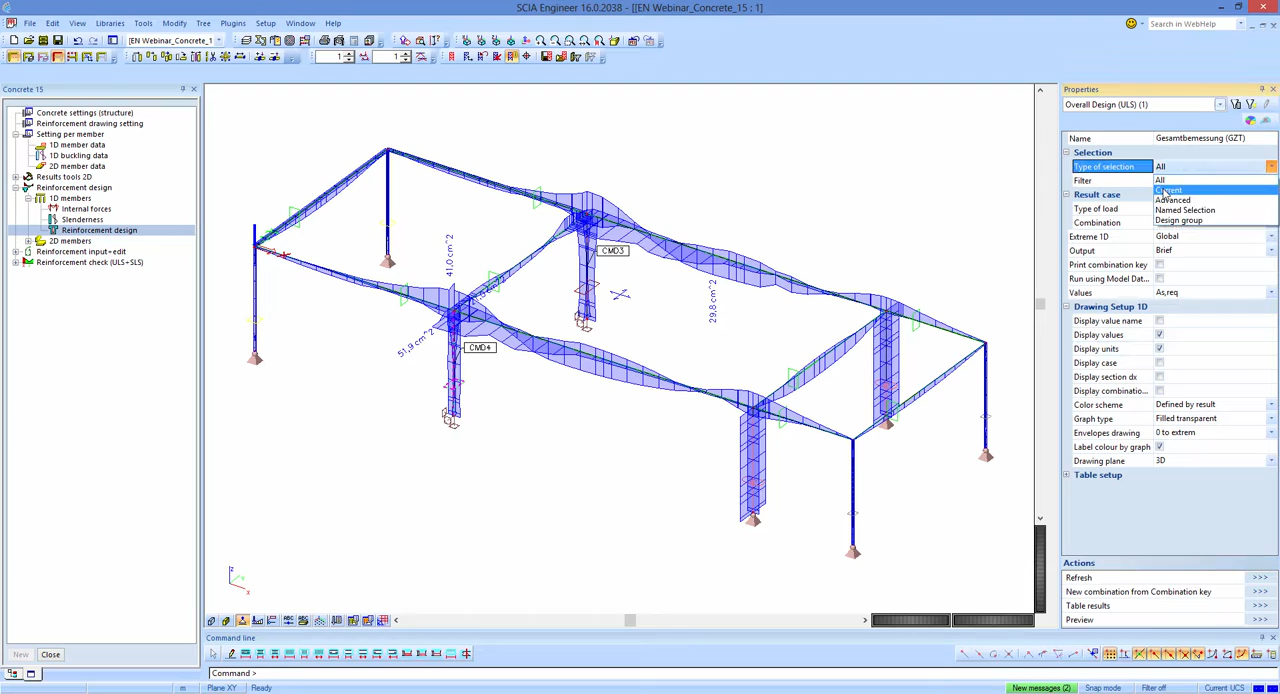 SCIA Engineer 16.0.2038 - [[EN Webinar_Concrete_15 : 1]
File Edit View Libraries Tools Modify Tree Plugins Setup Window Help
Search in WebHelp
[EN Webinar_Concrete_1
1
1
Concrete 15
Concrete settings (structure)
Reinforcement drawing setting
Setting per member
1D member data
1D buckling data
2D member data
Results tools 2D
Reinforcement design
1D members
Internal forces
Slenderness
Reinforcement design
2D members
Reinforcement input+edit
Reinforcement check (ULS+SLS)
New
Close
41,0 cm^2
CMD3
29,8 cm^2
51,9 cm^2
CMD4
z
y
x
Properties
Overall Design (ULS) (1)
Name Gesamtbemessung (GZT)
Selection
Type of selection All
Filter All
Current
Result case
Advanced
Type of load Named Selection
Combination Design group
Extreme 1D Global
Output Brief
Print combination key
Run using Model Dat...
Values As,req
Drawing Setup 1D
Display value name
Display values
Display units
Display case
Display section dx
Display combinatio...
Color scheme Defined by result
Graph type Filled transparent
Envelopes drawing 0 to extrem
Label colour by graph
Drawing plane 3D
Table setup
Actions
Refresh >>>
New combination from Combination key >>>
Table results >>>
Preview >>>
Command line
Command >
m Plane XY Ready New messages (2) Snap mode Filter off Current UCS